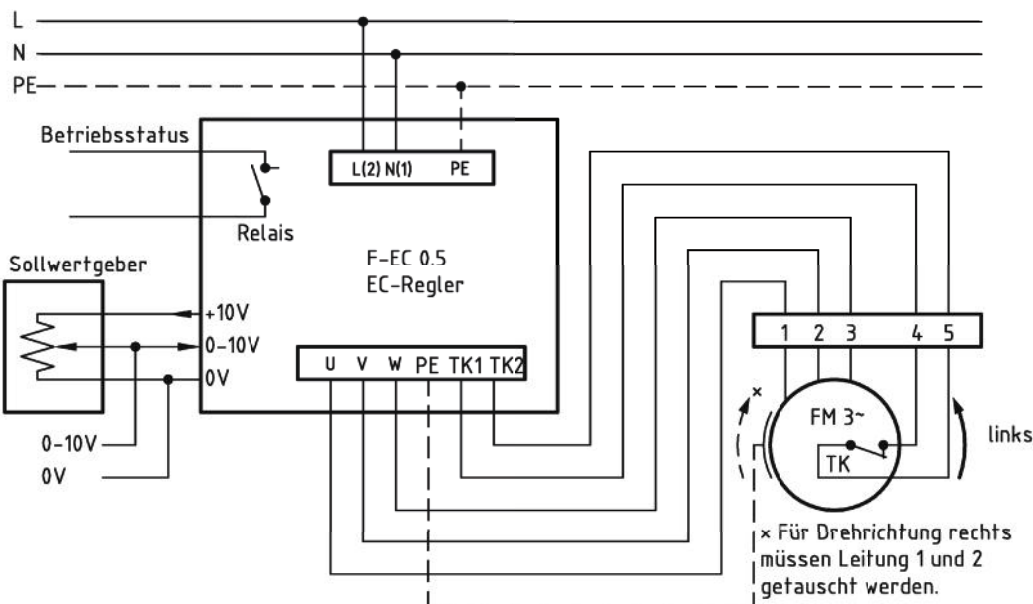 L
N
PE
Betriebsstatus
L(2) N(1) PE
Relais
E-EC 0.5
EC-Regler
Sollwertgeber
+10V
0-10V
0V
U V W PE TK1 TK2
0-10V
0V
1 2 3 4 5
×
FM 3~
TK
links
× Für Drehrichtung rechts
müssen Leitung 1 und 2
getauscht werden.